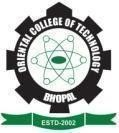 ORIENTAL COLLEGE OF TECHNOLOGY
BHOPAL
ESTD-2002